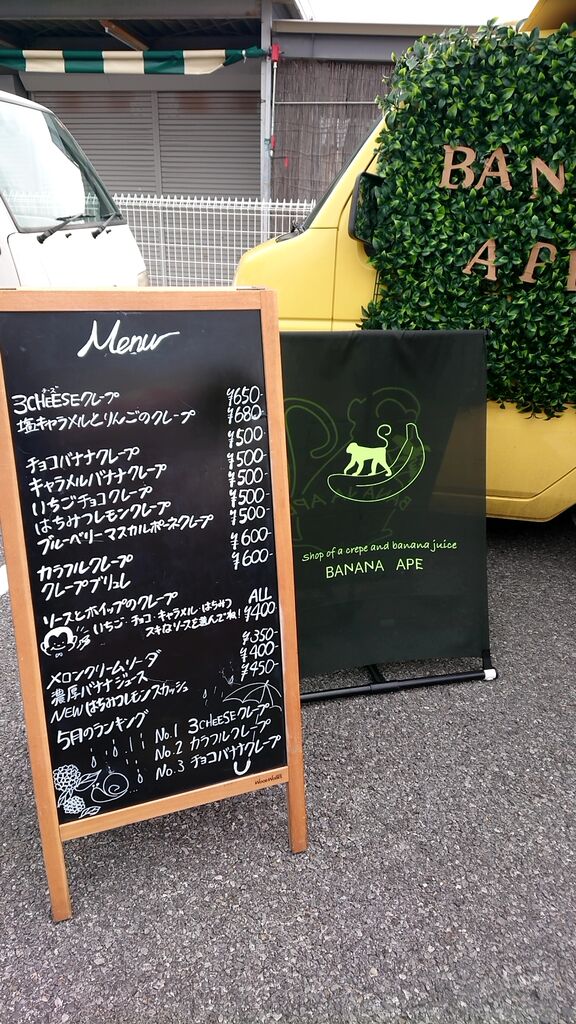 Menu
チーズ
3CHEESEクレープ ¥650-
塩キャラメルとりんごのクレープ ¥680-
チョコバナナクレープ ¥500-
キャラメルバナナクレープ ¥500-
いちごチョコクレープ ¥500-
はちみつレモンクレープ ¥500-
ブルーベリーマスカルポーネクレープ ¥500-
カラフルクレープ ¥600-
クレープブリュレ ¥600-
ソースとホイップのクレープ ALL ¥400
いちご・チョコ・キャラメル・はちみつ
スキなソースを選んでね!
メロンクリームソーダ ¥350-
濃厚バナナジュース ¥400-
NEWはちみつレモンスカッシュ ¥450-
5月のランキング
No.1 3CHEESEクレープ
No.2 カラフルクレープ
No.3 チョコバナナクレープ
Shop of a crepe and banana juice
BANANA APE
BAN
AP